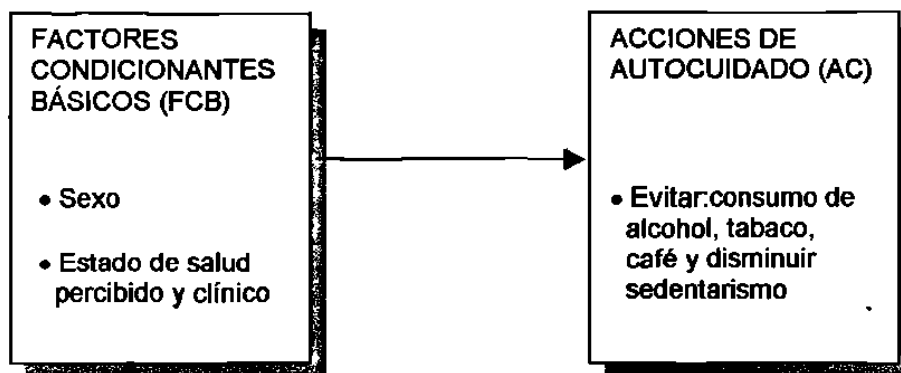 FACTORES
CONDICIONANTES
BÁSICOS (FCB)
• Sexo
• Estado de salud
percibido y clínico
ACCIONES DE
AUTOCUIDADO (AC)
• Evitar:consumo de
alcohol, tabaco,
café y disminuir
sedentarismo